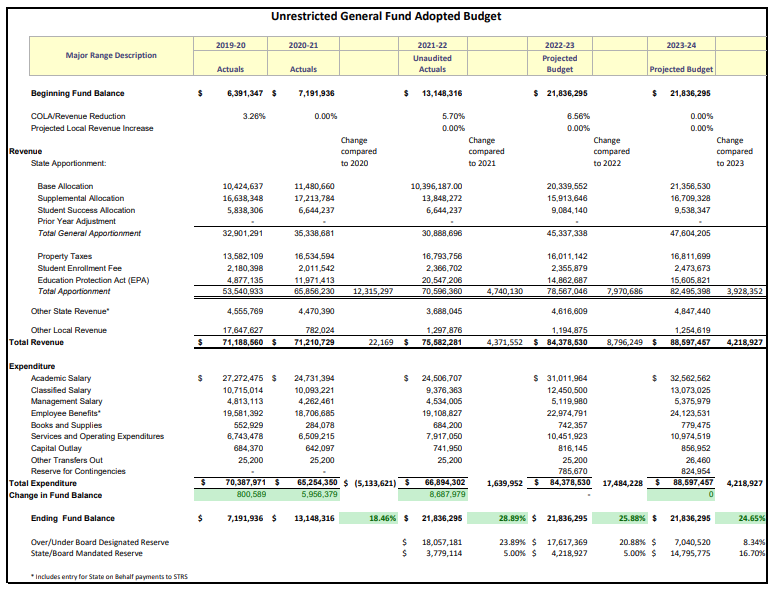 Unrestricted General Fund Adopted Budget
Major Range Description 2019-20 2020-21 2021-22 2022-23 2023-24
Actuals Actuals Unaudited Actuals Projected Budget Projected Budget
Beginning Fund Balance $ 6,391,347 $ 7,191,936 $ 13,148,316 $ 21,836,295 $ 21,836,295
COLA/Revenue Reduction 3.26% 0.00% 5.70% 6.56% 0.00%
Projected Local Revenue Increase 0.00% 0.00% 0.00%
Revenue Change compared to 2020 Change compared to 2021 Change compared to 2022 Change compared to 2023
State Apportionment:
Base Allocation 10,424,637 11,480,660 10,396,187.00 20,339,552 21,356,530
Supplemental Allocation 16,638,348 17,213,784 13,848,272 15,913,646 16,709,328
Student Success Allocation 5,838,306 6,644,237 6,644,237 9,084,140 9,538,347
Prior Year Adjustment - - - - -
Total General Apportionment 32,901,291 35,338,681 30,888,696 45,337,338 47,604,205
Property Taxes 13,582,109 16,534,594 16,793,756 16,011,142 16,811,699
Student Enrollment Fee 2,180,398 2,011,542 2,366,702 2,355,879 2,473,673
Education Protection Act (EPA) 4,877,135 11,971,413 20,547,206 14,862,687 15,605,821
Total Apportionment 53,540,933 65,856,230 12,315,297 70,596,360 4,740,130 78,567,046 7,970,686 82,495,398 3,928,352
Other State Revenue* 4,555,769 4,470,390 3,688,045 4,616,609 4,847,440
Other Local Revenue 17,647,627 782,024 1,297,876 1,194,875 1,254,619
Total Revenue $ 71,188,560 $ 71,210,729 22,169 $ 75,582,281 4,371,552 $ 84,378,530 8,796,249 $ 88,597,457 4,218,927
Expenditure
Academic Salary $ 27,272,475 $ 24,731,394 $ 24,506,707 $ 31,011,964 $ 32,562,562
Classified Salary 10,715,014 10,093,221 9,376,363 12,450,500 13,073,025
Management Salary 4,813,113 4,262,461 4,534,005 5,119,980 5,375,979
Employee Benefits* 19,581,392 18,706,685 19,108,827 22,974,791 24,123,531
Books and Supplies 552,929 284,078 684,200 742,357 779,475
Services and Operating Expenditures 6,743,478 6,509,215 7,917,050 10,451,923 10,974,519
Capital Outlay 684,370 642,097 741,950 816,145 856,952
Other Transfers Out 25,200 25,200 25,200 25,200 26,460
Reserve for Contingencies - - 785,670 824,954
Total Expenditure $ 70,387,971 $ 65,254,350 $ (5,133,621) $ 66,894,302 1,639,952 $ 84,378,530 17,484,228 $ 88,597,457 4,218,927
Change in Fund Balance 800,589 5,956,379 8,687,979 - 0
Ending Fund Balance $ 7,191,936 $ 13,148,316 18.46% $ 21,836,295 28.89% $ 21,836,295 25.88% $ 21,836,295 24.65%
Over/Under Board Designated Reserve $ 18,057,181 23.89% $ 17,617,369 20.88% $ 7,040,520 8.34%
State/Board Mandated Reserve $ 3,779,114 5.00% $ 4,218,927 5.00% $ 14,795,775 16.70%
* Includes entry for State on Behalf payments to STRS